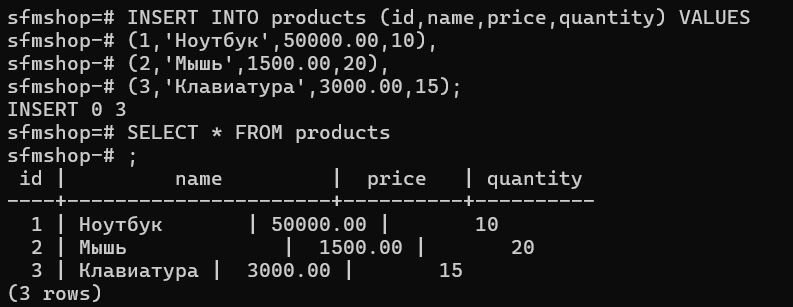 sfmshop=# INSERT INTO products (id,name,price,quantity) VALUES
sfmshop-# (1,'Ноутбук',50000.00,10),
sfmshop-# (2,'Мышь',1500.00,20),
sfmshop-# (3,'Клавиатура',3000.00,15);
INSERT 0 3
sfmshop=# SELECT * FROM products
sfmshop-# ;
 id |         name         |  price   | quantity
----+----------------------+----------+----------
  1 | Ноутбук       | 50000.00 |       10
  2 | Мышь             |  1500.00 |       20
  3 | Клавиатура |  3000.00 |       15
(3 rows)